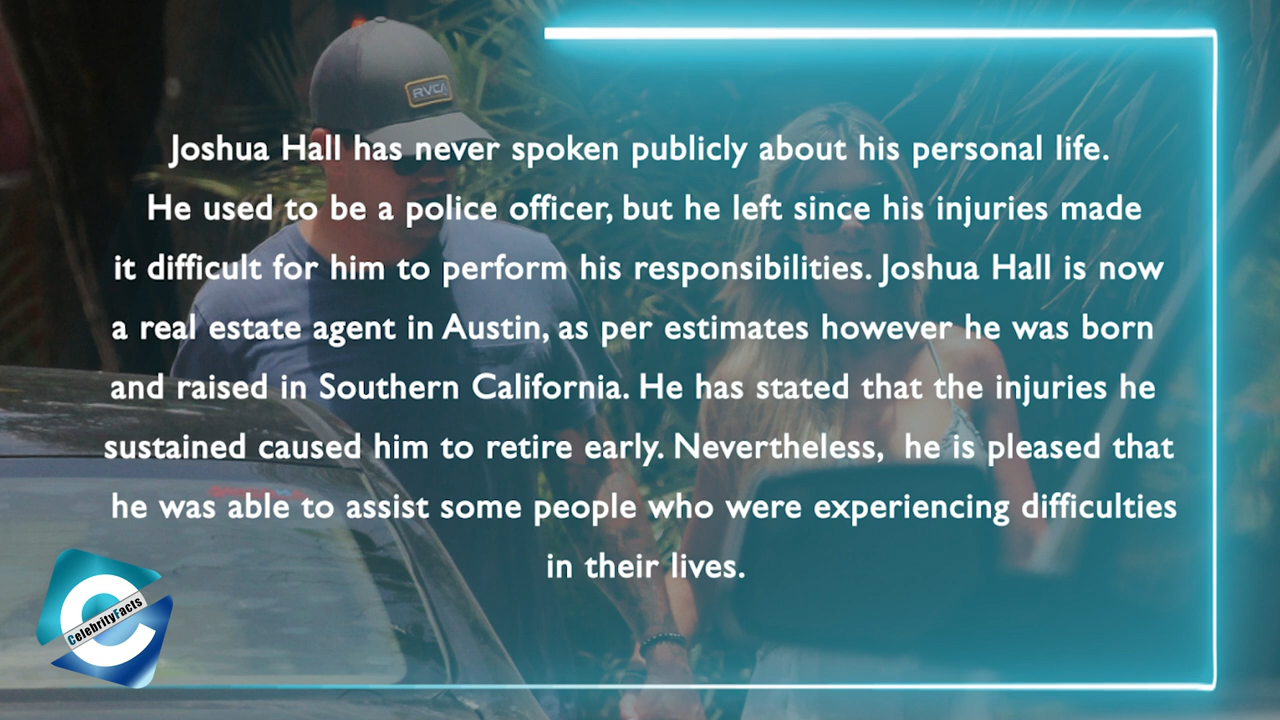 RVCA
Joshua Hall has never spoken publicly about his personal life.
He used to be a police officer, but he left since his injuries made
it difficult for him to perform his responsibilities. Joshua Hall is now
a real estate agent in Austin, as per estimates however he was born
and raised in Southern California. He has stated that the injuries he
sustained caused him to retire early. Nevertheless, he is pleased that
he was able to assist some people who were experiencing difficulties
in their lives.
CelebrityFacts